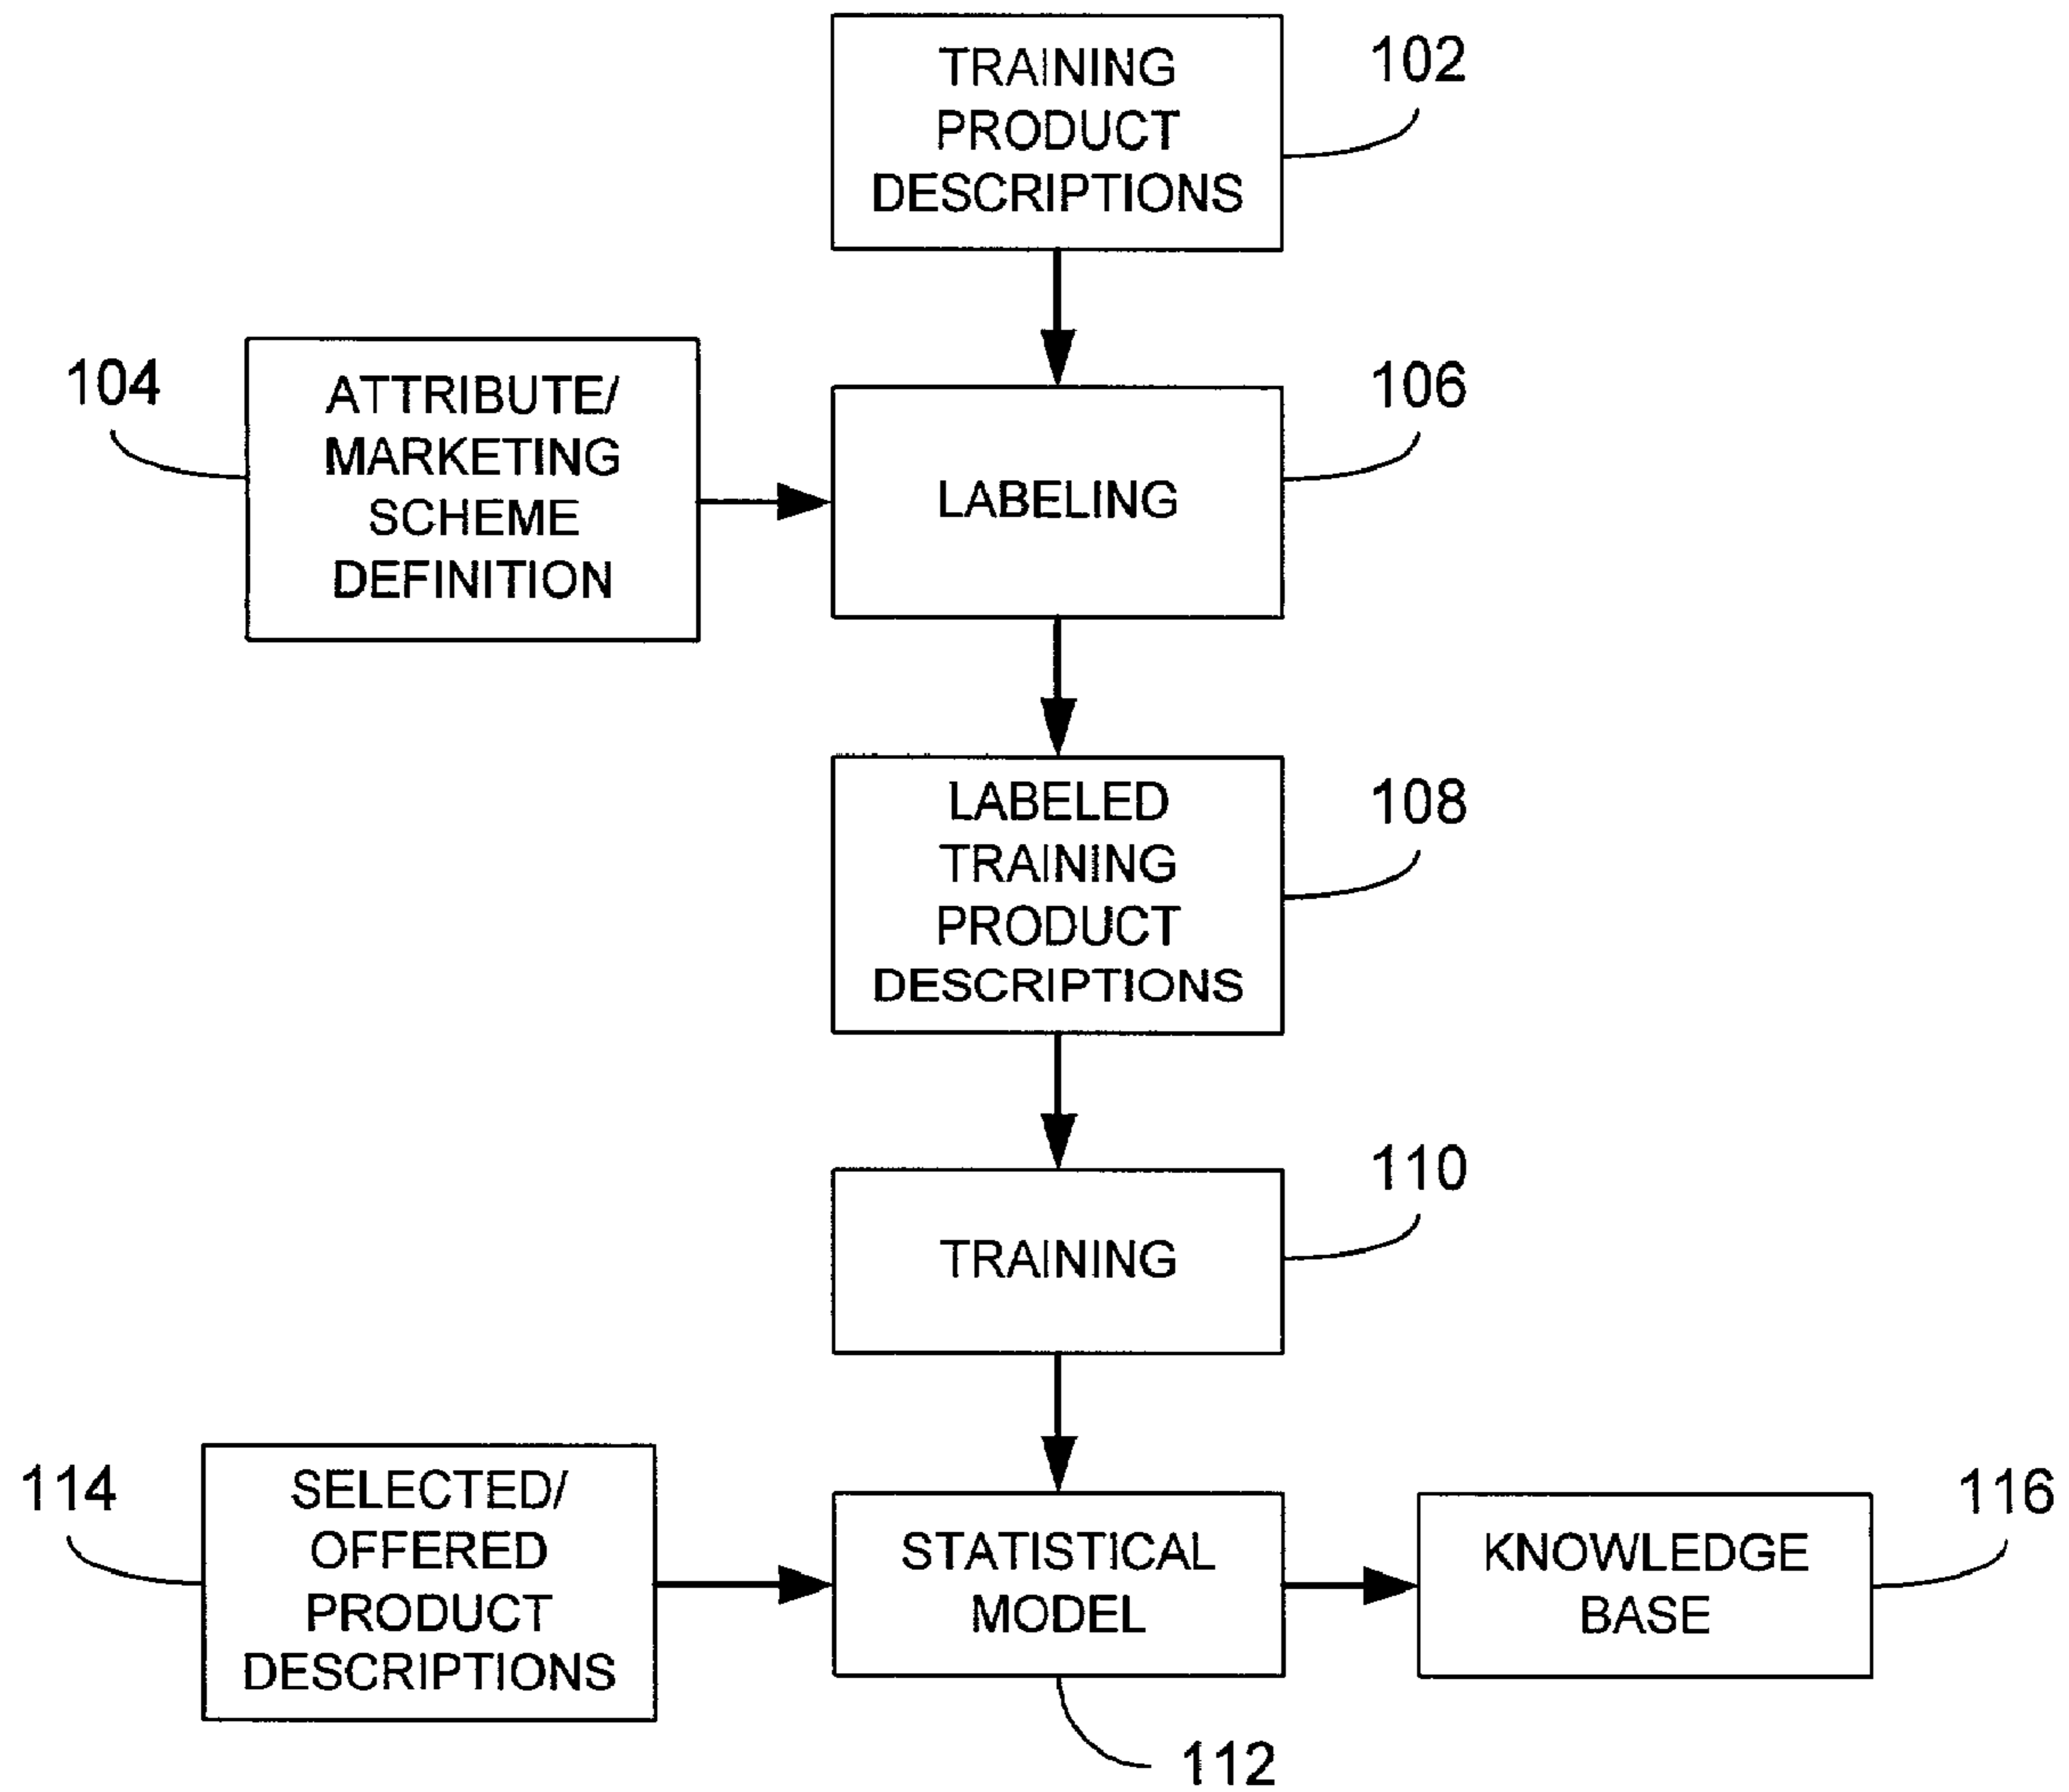 TRAINING
PRODUCT
DESCRIPTIONS
102
104
ATTRIBUTE/
MARKETING
SCHEME
DEFINITION
LABELING
106
LABELED
TRAINING
PRODUCT
DESCRIPTIONS
108
TRAINING
110
114
SELECTED/
OFFERED
PRODUCT
DESCRIPTIONS
STATISTICAL
MODEL
112
KNOWLEDGE
BASE
116